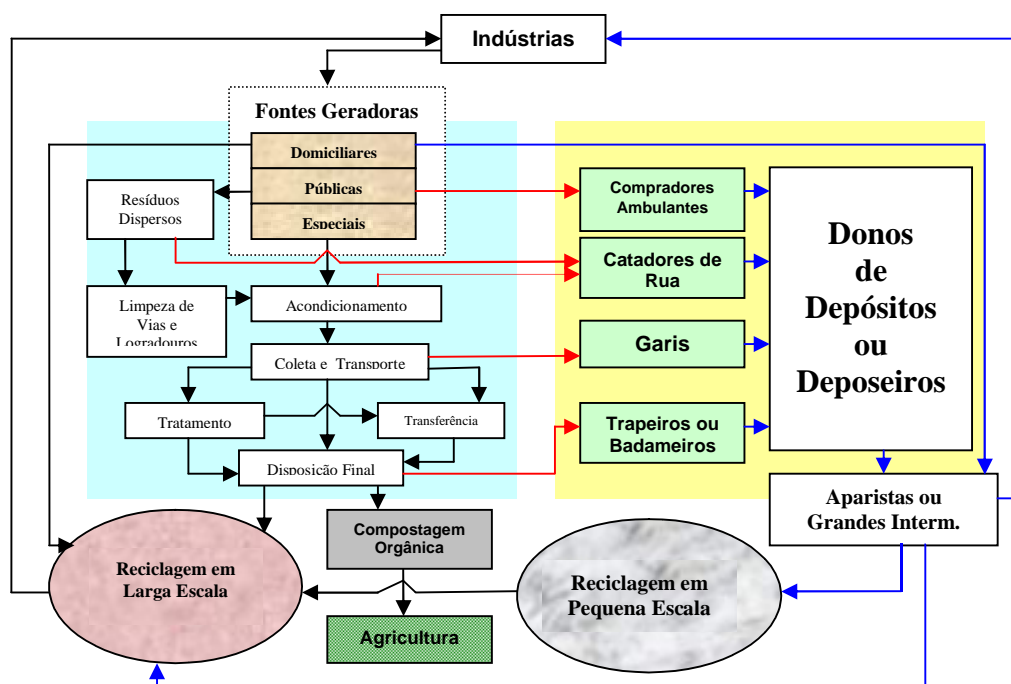 Indústrias
Fontes Geradoras
Domiciliares
Públicas
Especiais
Resíduos
Dispersos
Limpeza de
Vias e
Logradouros
Acondicionamento
Coleta e Transporte
Tratamento
Transferência
Disposição Final
Compradores
Ambulantes
Catadores de
Rua
Garis
Trapeiros ou
Badameiros
Donos
de
Depósitos
ou
Deposeiros
Aparistas ou
Grandes Interm.
Compostagem
Orgânica
Agricultura
Reciclagem em
Larga Escala
Reciclagem em
Pequena Escala